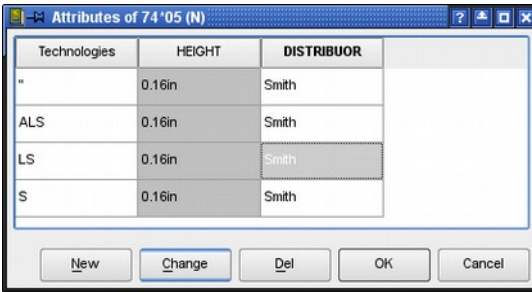 Attributes of 74*05 (N)
Technologies HEIGHT DISTRIBUOR
" 0.16in Smith
ALS 0.16in Smith
LS 0.16in Smith
S 0.16in Smith
New Change Del OK Cancel